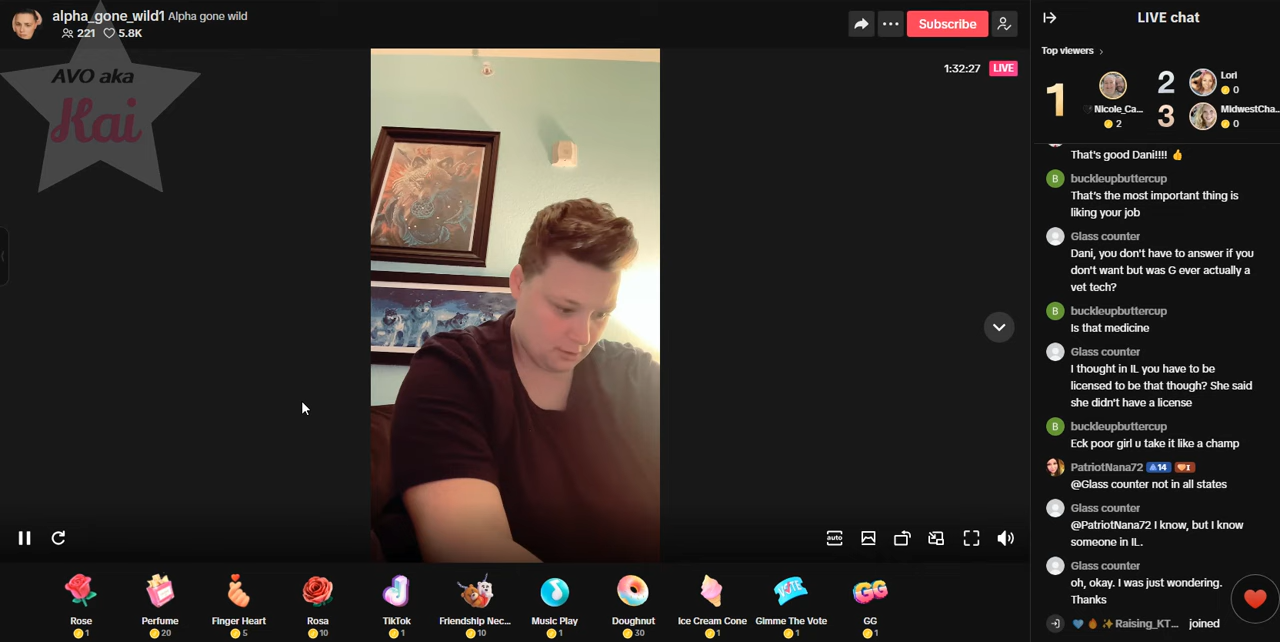 alpha_gone_wild1 Alpha gone wild
221 5.8K
AVO aka
Kai
Subscribe
1:32:27 LIVE
LIVE chat
Top viewers
1
Nicole_Ca...
2
2
Lori
0
3
MidwestCha...
0
That's good Dani!!!!
B buckleupbuttercup
That's the most important thing is
liking your job
Glass counter
Dani, you don't have to answer if you
don't want but was G ever actually a
vet tech?
B buckleupbuttercup
Is that medicine
Glass counter
I thought in IL you have to be
licensed to be that though? She said
she didn't have a license
B buckleupbuttercup
Eck poor girl u take it like a champ
PatriotNana72 14 I
@Glass counter not in all states
Glass counter
@PatriotNana72 I know, but I know
someone in IL.
Glass counter
oh, okay. I was just wondering.
Thanks
Raising_KT... joined
auto
Rose
1
Perfume
20
Finger Heart
5
Rosa
10
TikTok
1
Friendship Nec...
10
Music Play
1
Doughnut
30
Ice Cream Cone
1
GIMME THE VOTE
Gimme The Vote
1
GG
GG
1